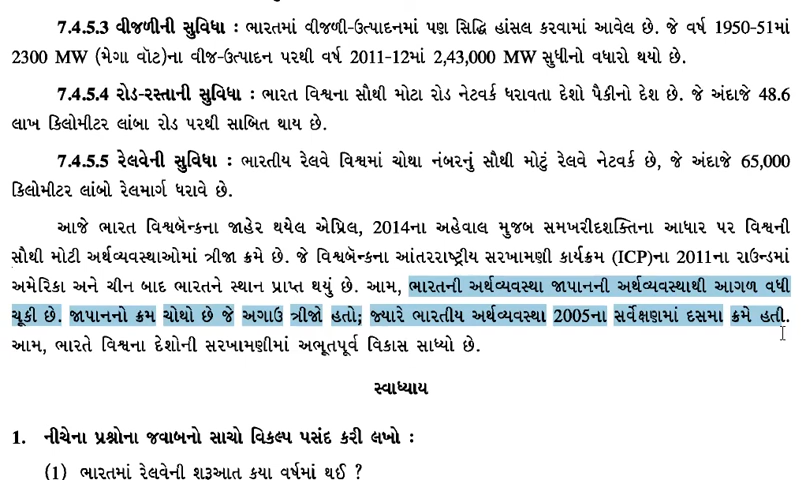 7.4.5.3 વીજળીની સુવિધા : ભારતમાં વીજળી-ઉત્પાદનમાં પણ સિદ્ધિ હાંસલ કરવામાં આવેલ છે. જે વર્ષ 1950-51માં
2300 MW (મેગા વૉટ)ના વીજ-ઉત્પાદન પરથી વર્ષ 2011-12માં 2,43,000 MW સુધીનો વધારો થયો છે.
7.4.5.4 રોડ-રસ્તાની સુવિધા : ભારત વિશ્વના સૌથી મોટા રોડ નેટવર્ક ધરાવતા દેશો પૈકીનો દેશ છે. જે અંદાજે 48.6
લાખ કિલોમીટર લાંબા રોડ પરથી સાબિત થાય છે.
7.4.5.5 રેલવેની સુવિધા : ભારતીય રેલવે વિશ્વમાં ચોથા નંબરનું સૌથી મોટું રેલવે નેટવર્ક છે, જે અંદાજે 65,000
કિલોમીટર લાંબો રેલમાર્ગ ધરાવે છે.
આજે ભારત વિશ્વબૅન્કના જાહેર થયેલ એપ્રિલ, 2014ના અહેવાલ મુજબ સમખરીદશક્તિના આધાર પર વિશ્વની
સૌથી મોટી અર્થવ્યવસ્થાઓમાં ત્રીજા ક્રમે છે. જે વિશ્વબૅન્કના આંતરરાષ્ટ્રીય સરખામણી કાર્યક્રમ (ICP)ના 2011ના રાઉન્ડમાં
અમેરિકા અને ચીન બાદ ભારતને સ્થાન પ્રાપ્ત થયું છે. આમ, ભારતની અર્થવ્યવસ્થા જાપાનની અર્થવ્યવસ્થાથી આગળ વધી
ચૂકી છે. જાપાનનો ક્રમ ચોથો છે જે અગાઉ ત્રીજો હતો; જ્યારે ભારતીય અર્થવ્યવસ્થા 2005ના સર્વેક્ષણમાં દસમા ક્રમે હતી.
આમ, ભારતે વિશ્વના દેશોની સરખામણીમાં અભૂતપૂર્વ વિકાસ સાધ્યો છે.
સ્વાધ્યાય
1. નીચેના પ્રશ્નોના જવાબનો સાચો વિકલ્પ પસંદ કરી લખો :
(1) ભારતમાં રેલવેની શરૂઆત કયા વર્ષમાં થઈ ?